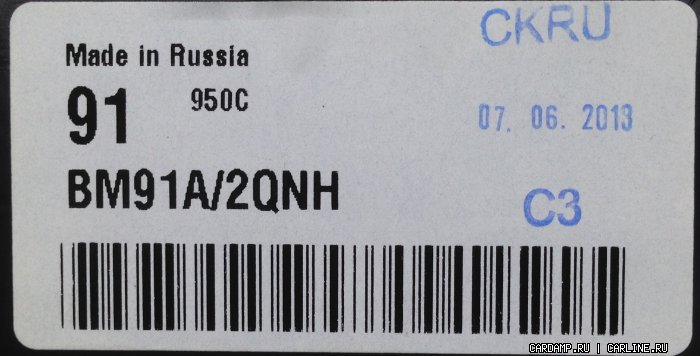 CKRU
Made in Russia
91 950C
07. 06. 2013
BM91A/2QNH
C3
CARDAMP.RU | CARLINE.RU